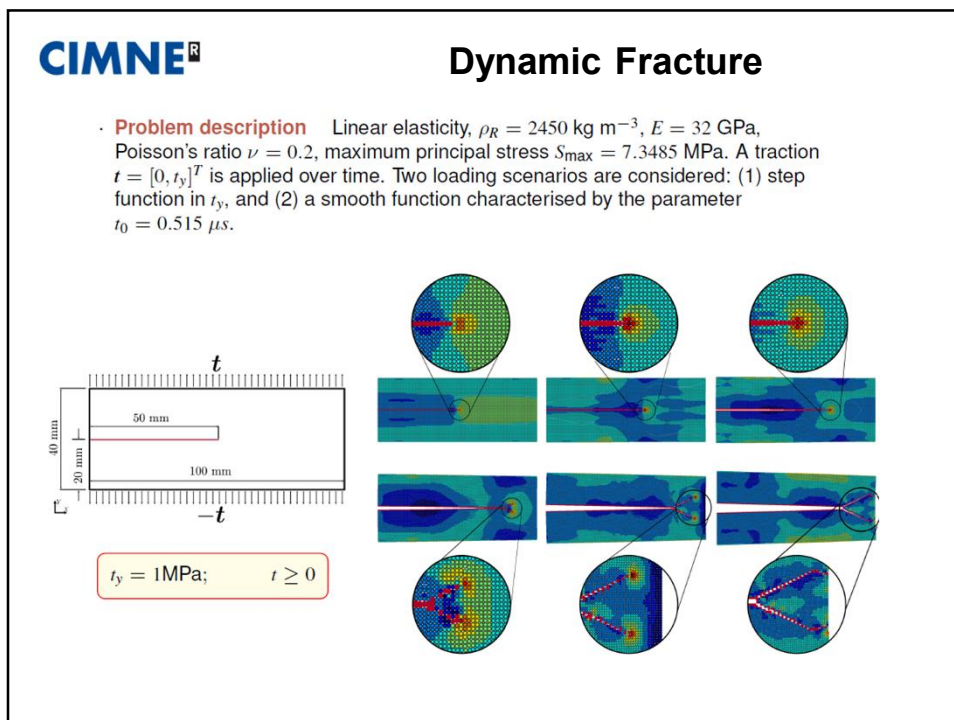 CIMNE R
Dynamic Fracture
· Problem description Linear elasticity, ρ_R = 2450 kg m⁻³, E = 32 GPa,
Poisson's ratio ν = 0.2, maximum principal stress S_max = 7.3485 MPa. A traction
t = [0, t_y]ᵀ is applied over time. Two loading scenarios are considered: (1) step
function in t_y, and (2) a smooth function characterised by the parameter
t₀ = 0.515 μs.
t
50 mm
40 mm
20 mm
100 mm
−t
t_y = 1MPa; t ≥ 0